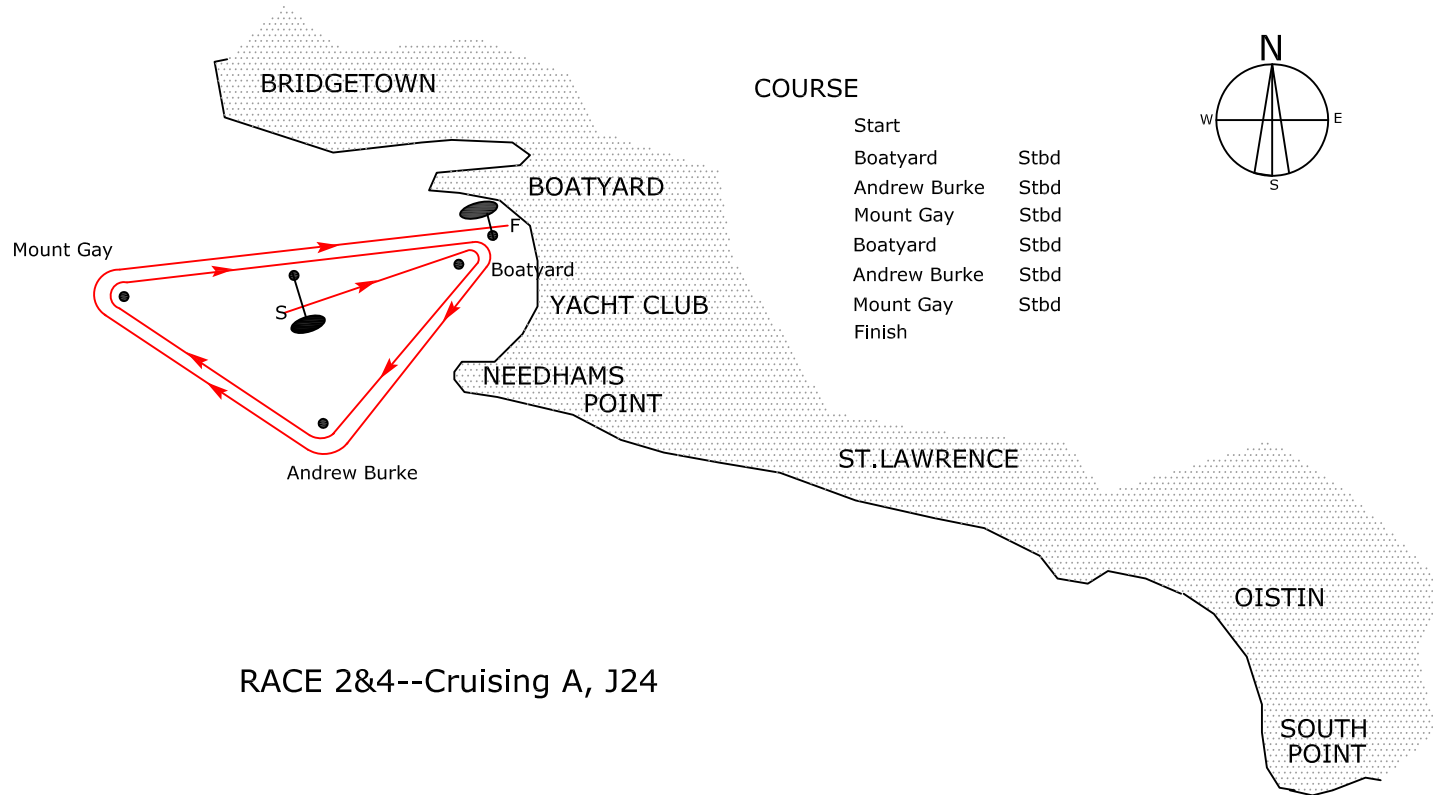 N
BRIDGETOWN
COURSE
W
E
Start
Boatyard Stbd
S
BOATYARD
Andrew Burke Stbd
Mount Gay Stbd
F
Mount Gay
Boatyard Stbd
Boatyard
Andrew Burke Stbd
S
YACHT CLUB
Mount Gay Stbd
Finish
NEEDHAMS
POINT
ST.LAWRENCE
Andrew Burke
OISTIN
RACE 2&4--Cruising A, J24
SOUTH
POINT